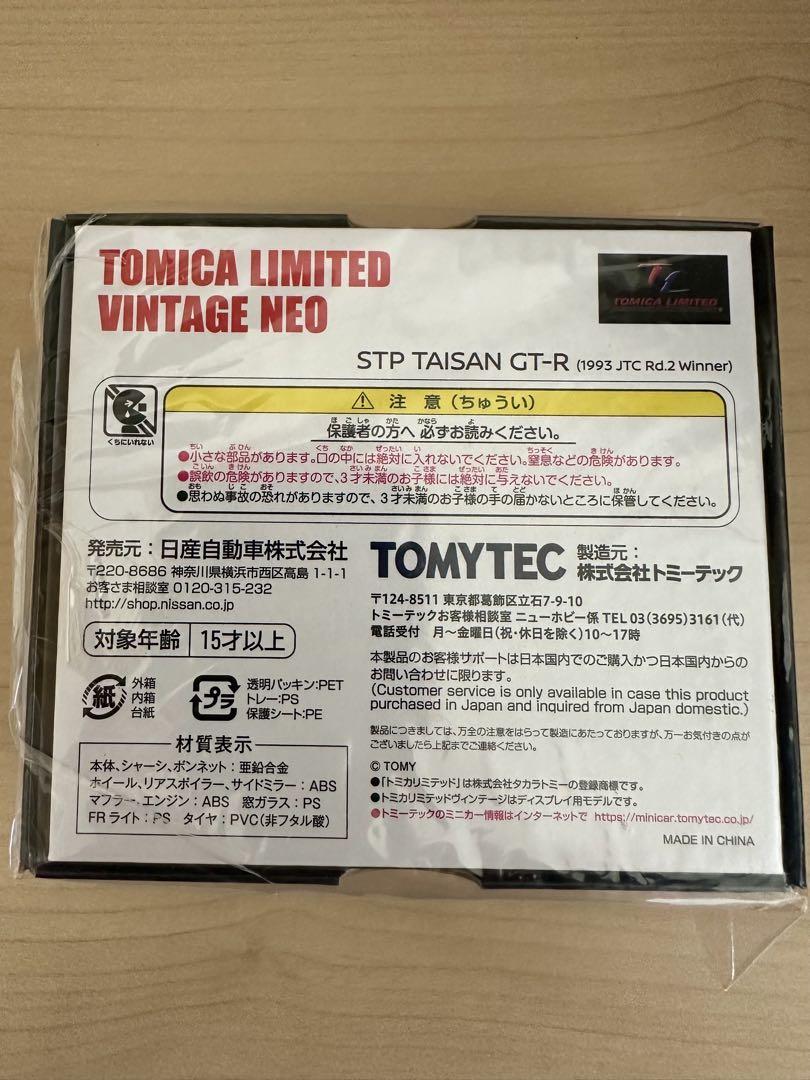 TOMICA LIMITED
VINTAGE NEO
TL
TOMICA LIMITED
STP TAISAN GT-R (1993 JTC Rd.2 Winner)
くちにいれない
⚠ 注 意（ちゅうい）
保護者の方へ 必ずお読みください。
●小さな部品があります。口の中には絶対に入れないでください。窒息などの危険があります。
●誤飲の危険がありますので、3才未満のお子様には絶対に与えないでください。
●思わぬ事故の恐れがありますので、3才未満のお子様の手の届かないところに保管してください。
発売元：日産自動車株式会社
〒220-8686 神奈川県横浜市西区高島 1-1-1
お客さま相談室 0120-315-232
http://shop.nissan.co.jp
対象年齢 15才以上
紙 外箱
内箱
台紙
プラ 透明パッキン:PET
トレー:PS
保護シート:PE
材質表示
本体、シャーシ、ボンネット：亜鉛合金
ホイール、リアスポイラー、サイドミラー：ABS
マフラー、エンジン：ABS 窓ガラス：PS
FRライト：PS タイヤ：PVC(非フタル酸)
TOMYTEC 製造元：
株式会社トミーテック
〒124-8511 東京都葛飾区立石7-9-10
トミーテックお客様相談室 ニューホビー係 TEL 03(3695)3161(代)
電話受付 月〜金曜日(祝・休日を除く)10〜17時
本製品のお客様サポートは日本国内でのご購入かつ日本国内からの
お問い合わせに限ります。
(Customer service is only available in case this product
purchased in Japan and inquired from Japan domestic.)
製品につきましては、万全の注意をはらって製造にあたっておりますが、万一お気付きの点が
ございましたら上記までご連絡ください。
© TOMY
●「トミカリミテッド」は株式会社タカラトミーの登録商標です。
●トミカリミテッドヴィンテージはディスプレイ用モデルです。
●トミーテックのミニカー情報はインターネットで https://minicar.tomytec.co.jp/
MADE IN CHINA